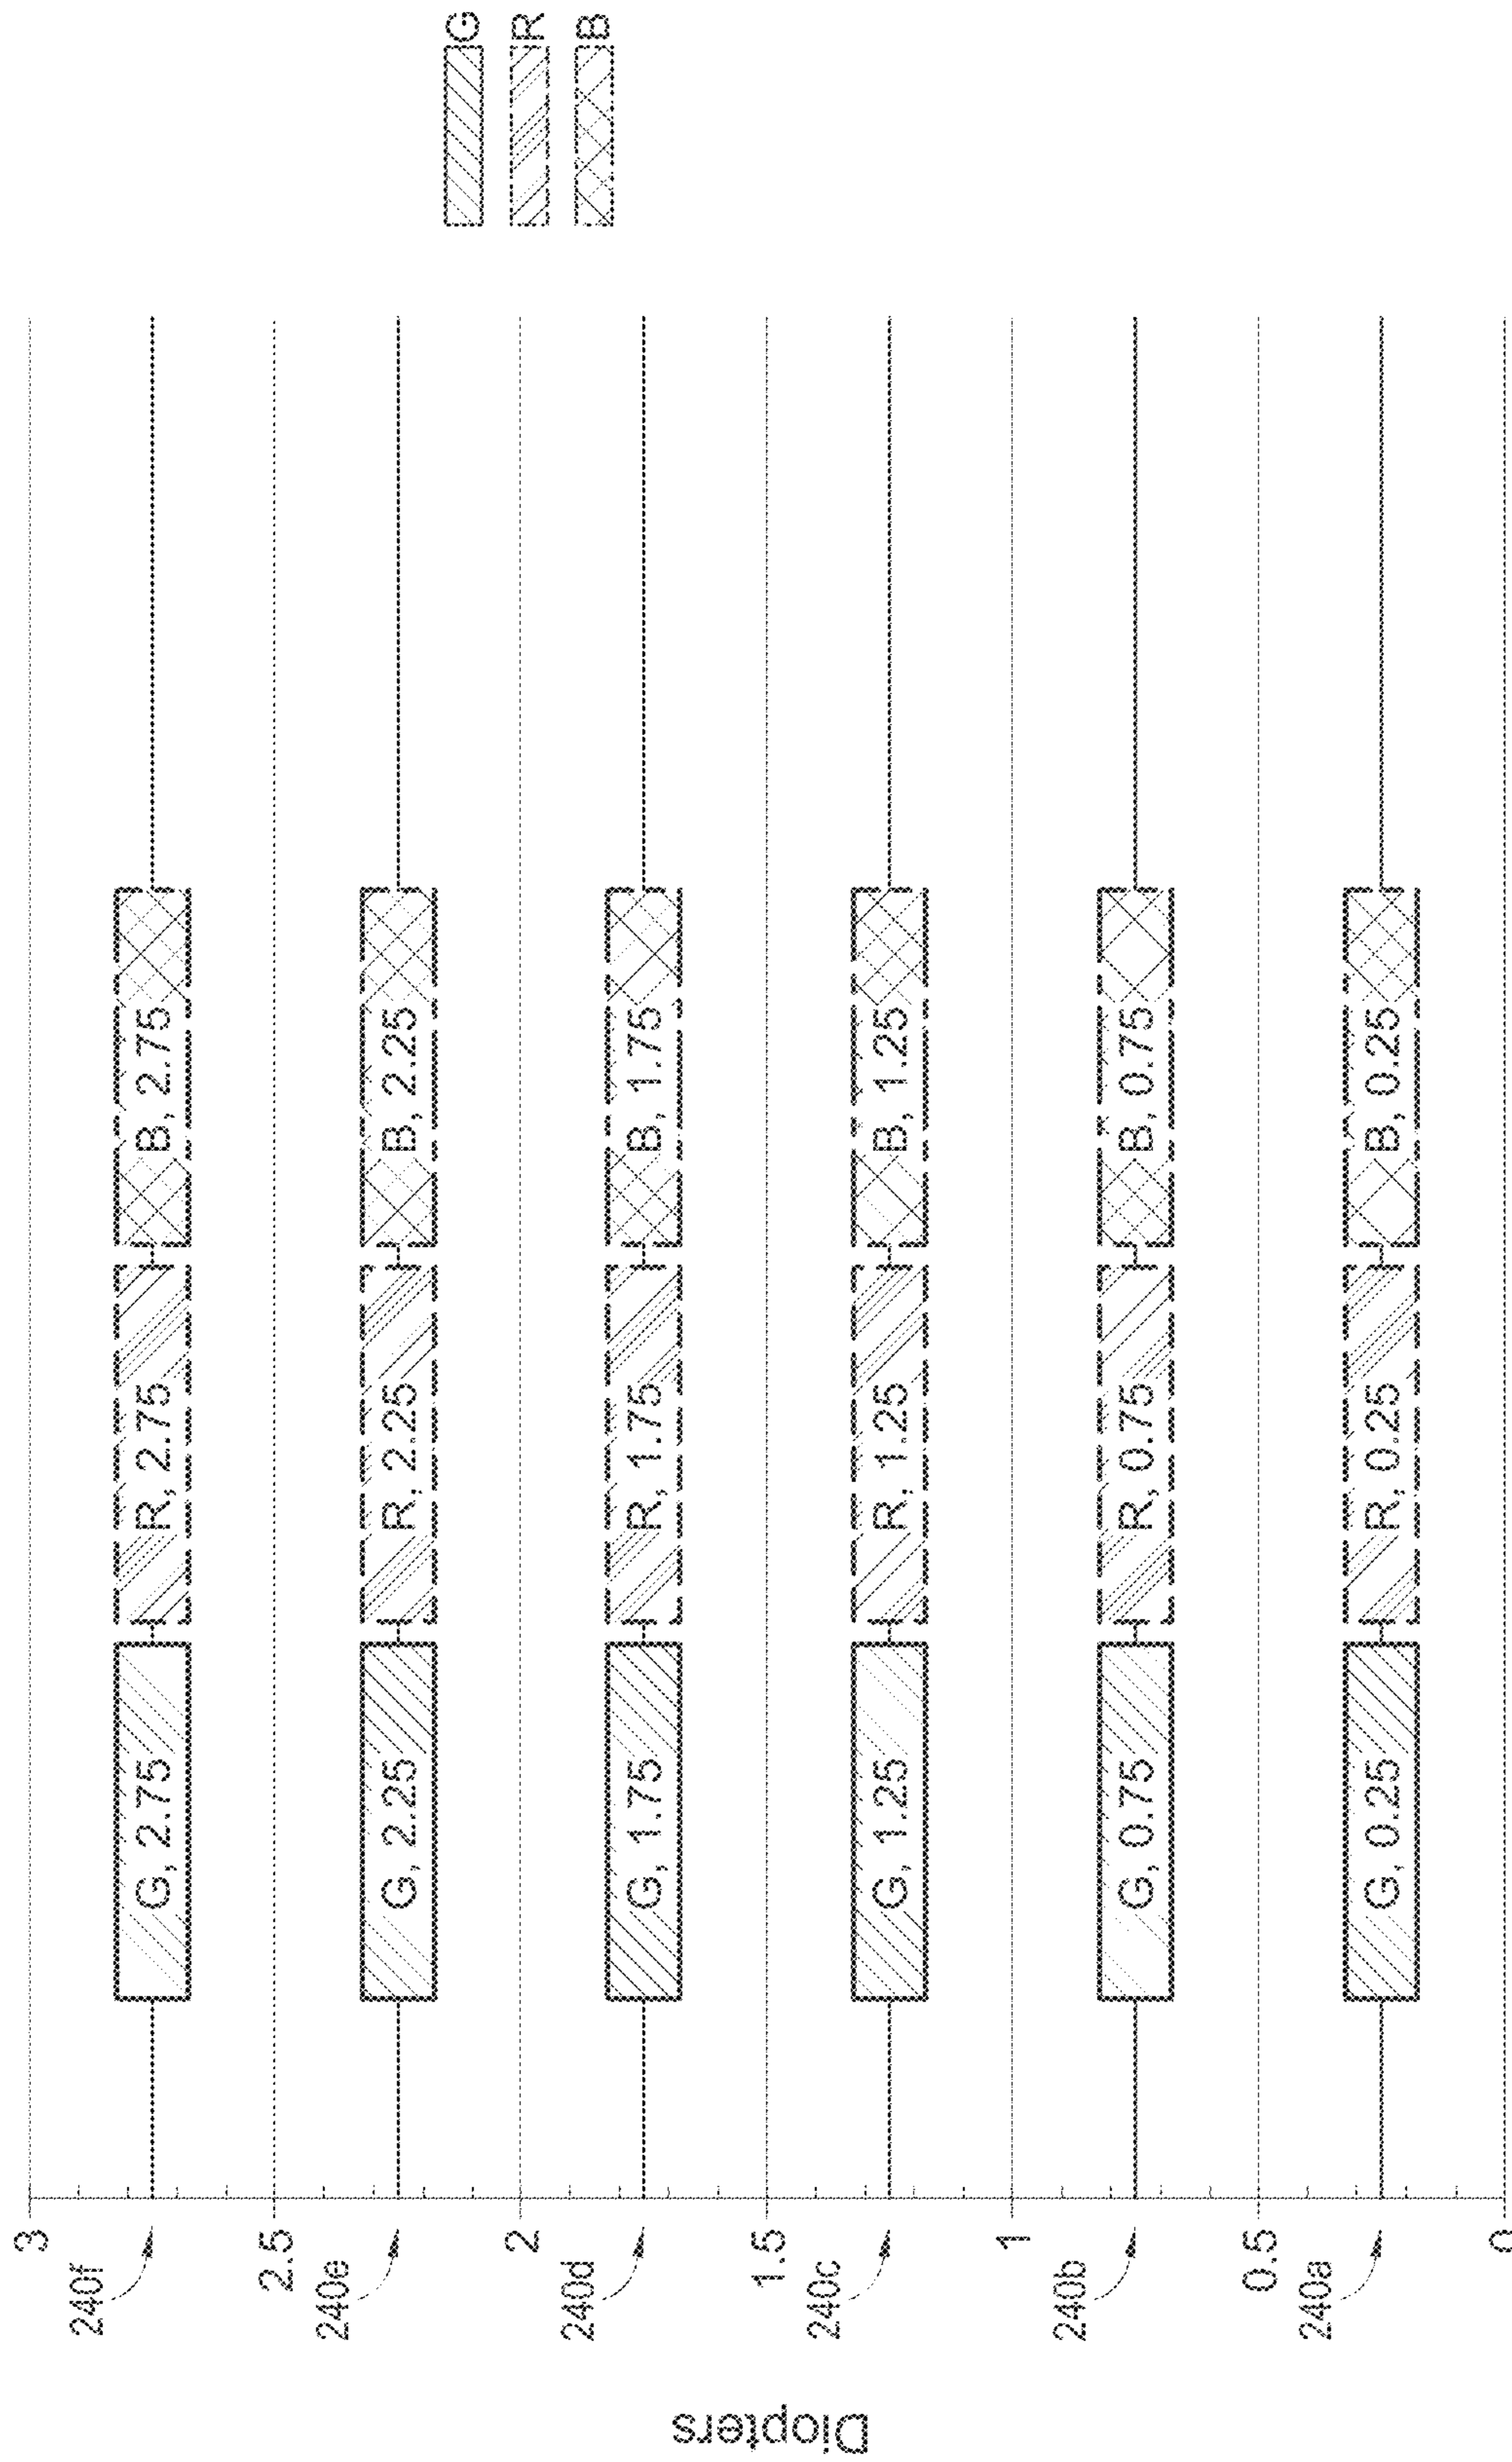 3
240f
G, 2.75
R, 2.75
B, 2.75
2.5
240e
G, 2.25
R, 2.25
B, 2.25
2
240d
G, 1.75
R, 1.75
B, 1.75
1.5
240c
G, 1.25
R, 1.25
B, 1.25
1
240b
G, 0.75
R, 0.75
B, 0.75
0.5
240a
G, 0.25
R, 0.25
B, 0.25
0
Diopters
G
R
B